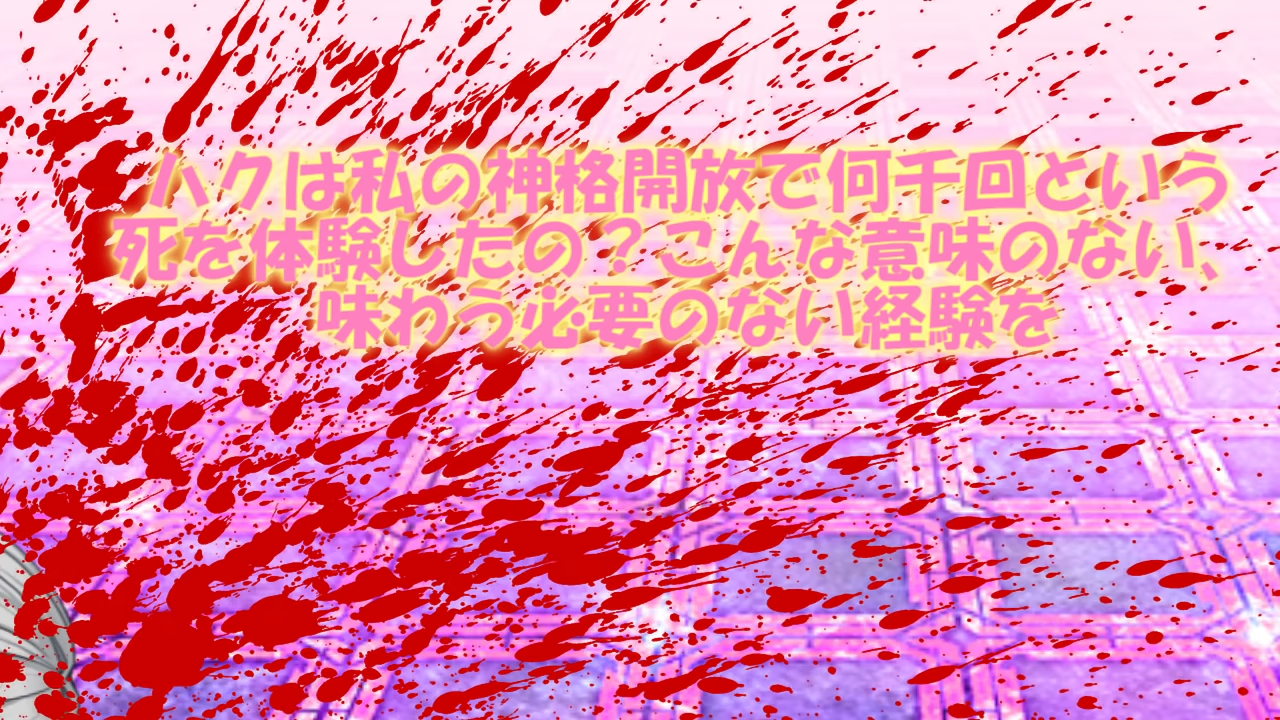 ハクは私の神格開放で何千回という
死を体験したの？こんな意味のない、
味わう必要のない経験を